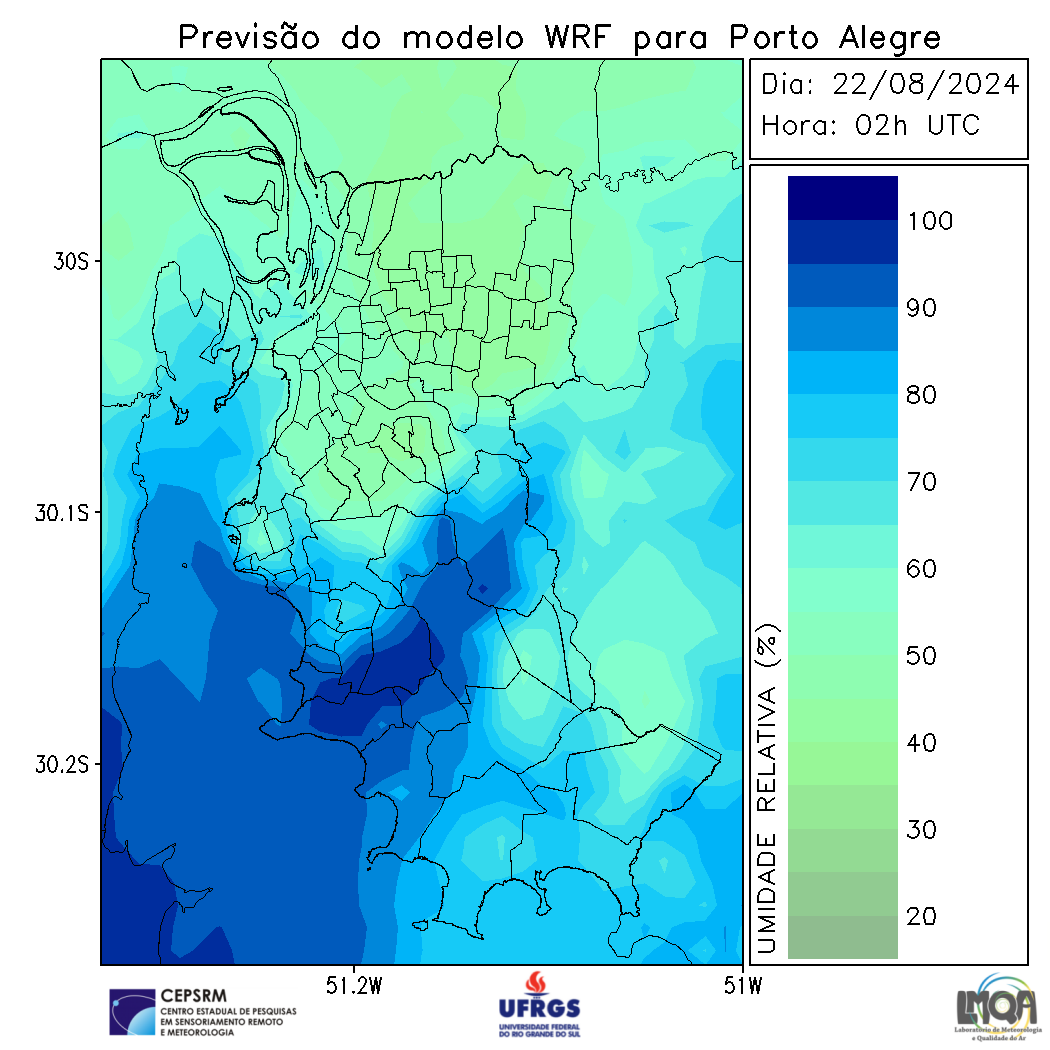 Previsão do modelo WRF para Porto Alegre
Dia: 22/08/2024
Hora: 02h UTC
30S
30.1S
30.2S
51.2W
51W
100
90
80
70
60
50
40
30
20
UMIDADE RELATIVA (%)
CEPSRM
CENTRO ESTADUAL DE PESQUISAS
EM SENSORIAMENTO REMOTO
E METEOROLOGIA
UFRGS
UNIVERSIDADE FEDERAL
DO RIO GRANDE DO SUL
LMQA
Laboratório de Meteorologia
e Qualidade do Ar